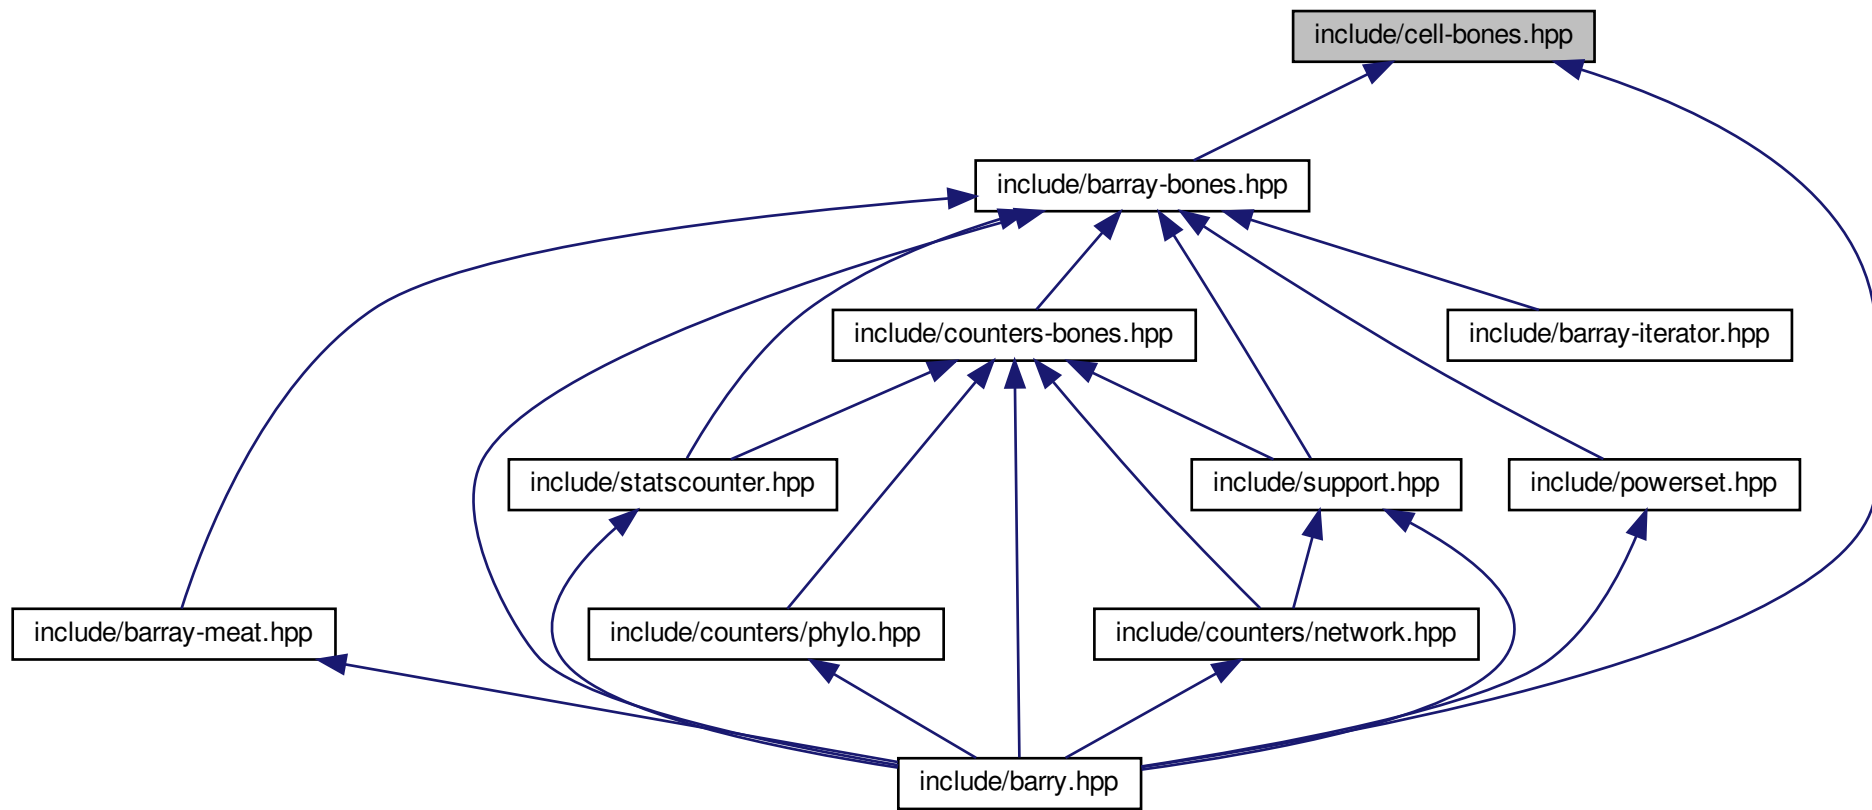 include/cell-bones.hpp
include/barray-bones.hpp
include/counters-bones.hpp
include/barray-iterator.hpp
include/statscounter.hpp
include/support.hpp
include/powerset.hpp
include/barray-meat.hpp
include/counters/phylo.hpp
include/counters/network.hpp
include/barry.hpp